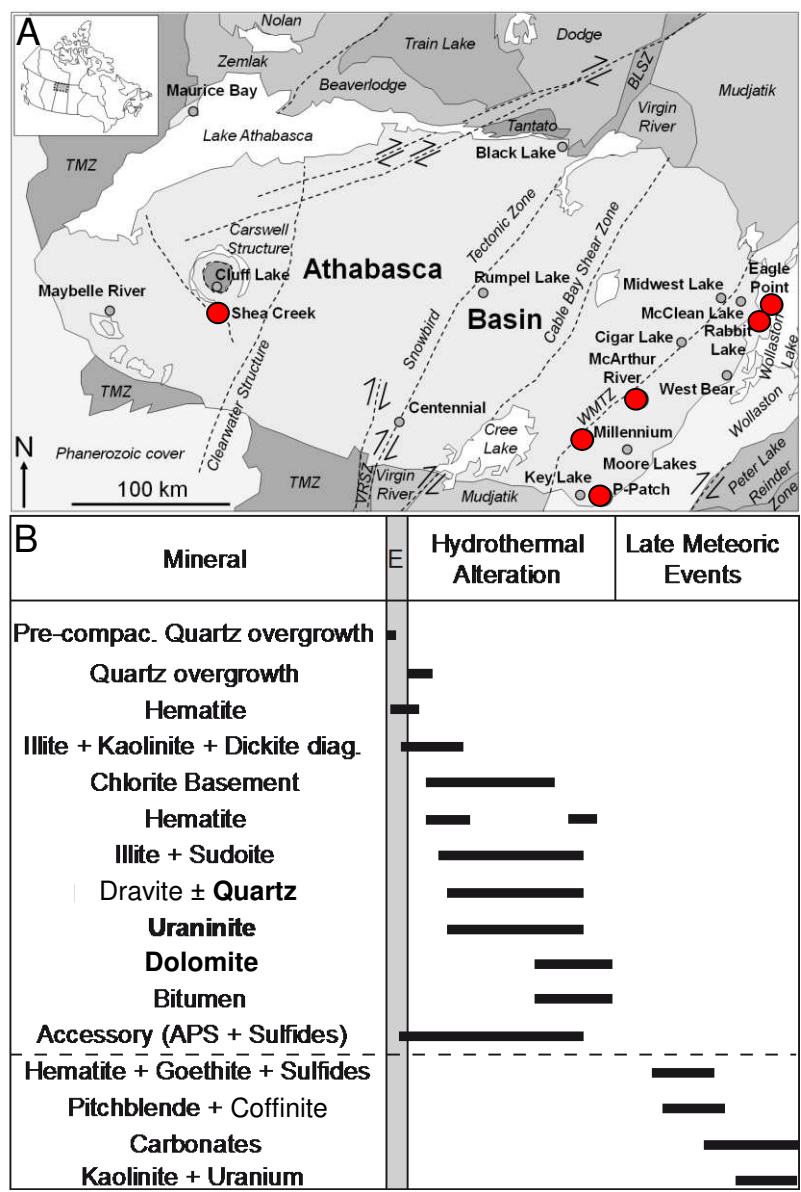 A
Nolan
Dodge
Train Lake
Zemlak
BLSZ
Beaverlodge
Mudjatik
Maurice Bay
Virgin
River
Tantato
Lake Athabasca
TMZ
Black Lake
Carswell
Structure
Tectonic Zone
Cable Bay Shear Zone
Athabasca
Cluff Lake
Rumpel Lake
Eagle
Point
Midwest Lake
Maybelle River
Shea Creek
McClean Lake
Basin
Rabbit
Lake
Cigar Lake
Wollaston
Lake
Snowbird
McArthur
River
Clearwater Structure
West Bear
TMZ
WMTZ
Centennial
Wollaston
Cree
Lake
Millennium
N
Phanerozoic cover
Moore Lakes
Peter Lake
Reinder
Zone
TMZ
VRSZ
Virgin
River
Key Lake
100 km
Mudjatik
P-Patch
B
Mineral
E
Hydrothermal
Alteration
Late Meteoric
Events
Pre-compac. Quartz overgrowth
Quartz overgrowth
Hematite
Illite + Kaolinite + Dickite diag.
Chlorite Basement
Hematite
Illite + Sudoite
Dravite ± Quartz
Uraninite
Dolomite
Bitumen
Accessory (APS + Sulfides)
Hematite + Goethite + Sulfides
Pitchblende + Coffinite
Carbonates
Kaolinite + Uranium